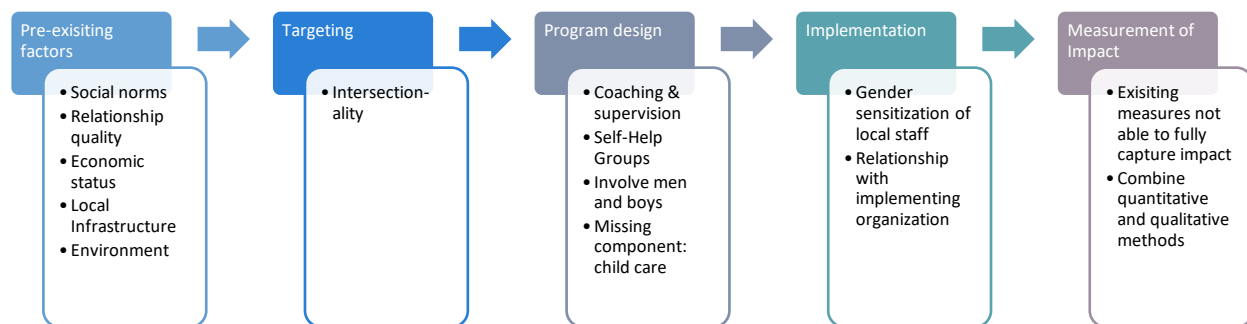 Pre-exisiting
factors
• Social norms
• Relationship
quality
• Economic
status
• Local
Infrastructure
• Environment
Targeting
• Intersection-
ality
Program design
• Coaching &
supervision
• Self-Help
Groups
• Involve men
and boys
• Missing
component:
child care
Implementation
• Gender
sensitization of
local staff
• Relationship
with
implementing
organization
Measurement of
Impact
• Exisiting
measures not
able to fully
capture impact
• Combine
quantitative
and qualitative
methods